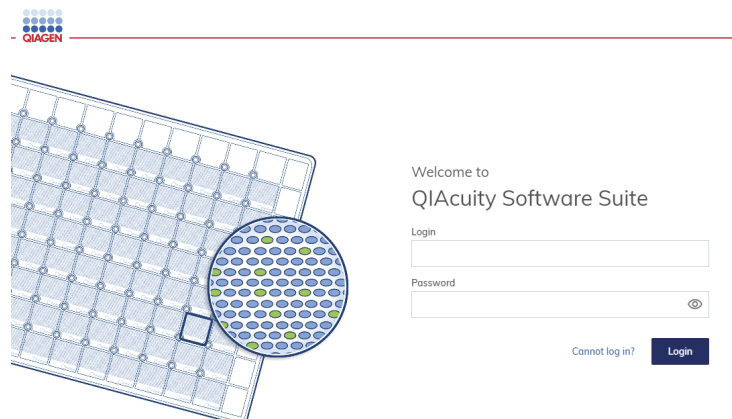 QIAGEN
Welcome to
QIAcuity Software Suite
Login
Password
Cannot log in?
Login